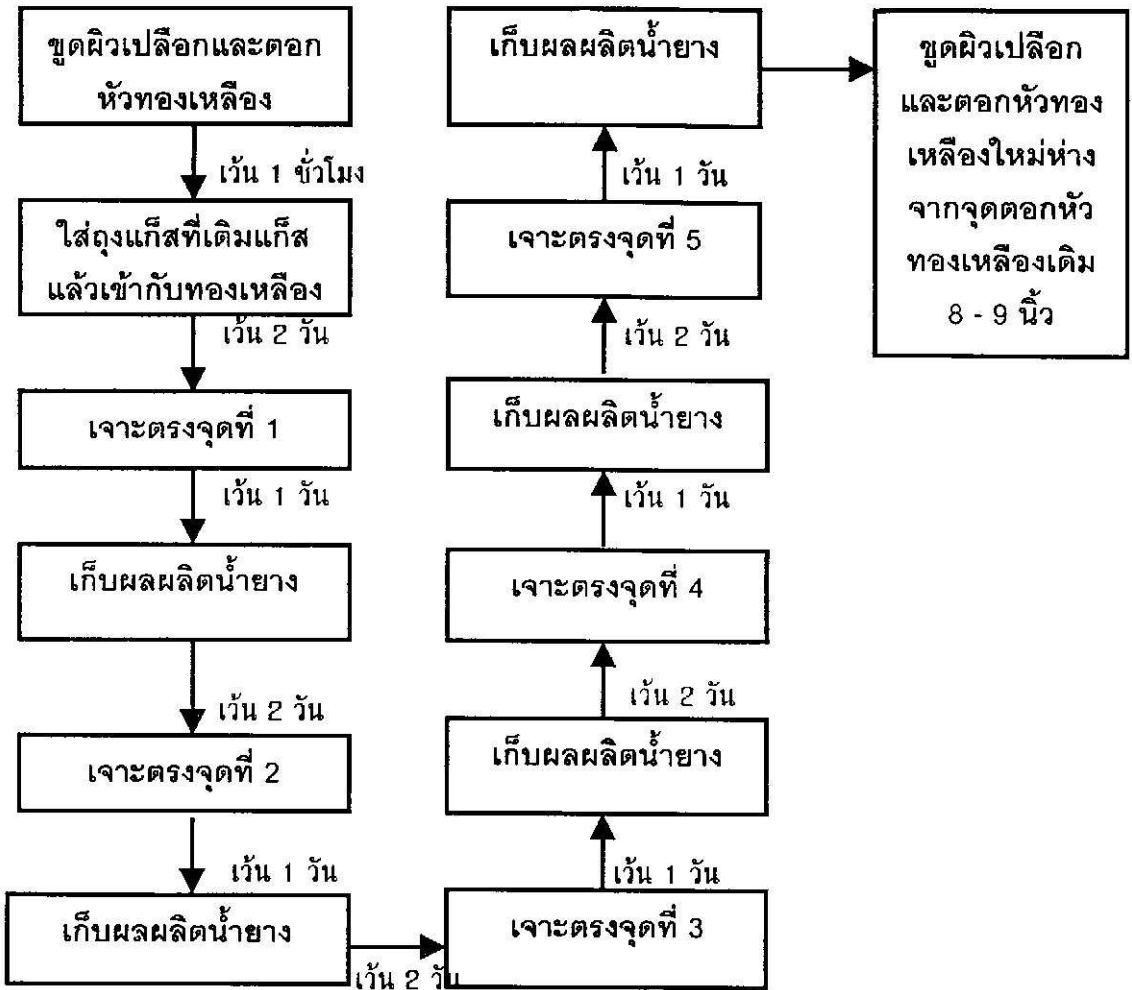 ขูดผิวเปลือกและตอก
หัวทองเหลือง
เว้น 1 ชั่วโมง
ใส่ถุงแก็สที่เติมแก็ส
แล้วเข้ากับทองเหลือง
เว้น 2 วัน
เจาะตรงจุดที่ 1
เว้น 1 วัน
เก็บผลผลิตน้ำยาง
เว้น 2 วัน
เจาะตรงจุดที่ 2
เว้น 1 วัน
เก็บผลผลิตน้ำยาง
เว้น 2 วัน
เจาะตรงจุดที่ 3
เว้น 1 วัน
เก็บผลผลิตน้ำยาง
เว้น 2 วัน
เจาะตรงจุดที่ 4
เว้น 1 วัน
เก็บผลผลิตน้ำยาง
เว้น 2 วัน
เจาะตรงจุดที่ 5
เว้น 1 วัน
เก็บผลผลิตน้ำยาง
ขูดผิวเปลือก
และตอกหัวทอง
เหลืองใหม่ห่าง
จากจุดตอกหัว
ทองเหลืองเดิม
8 - 9 นิ้ว